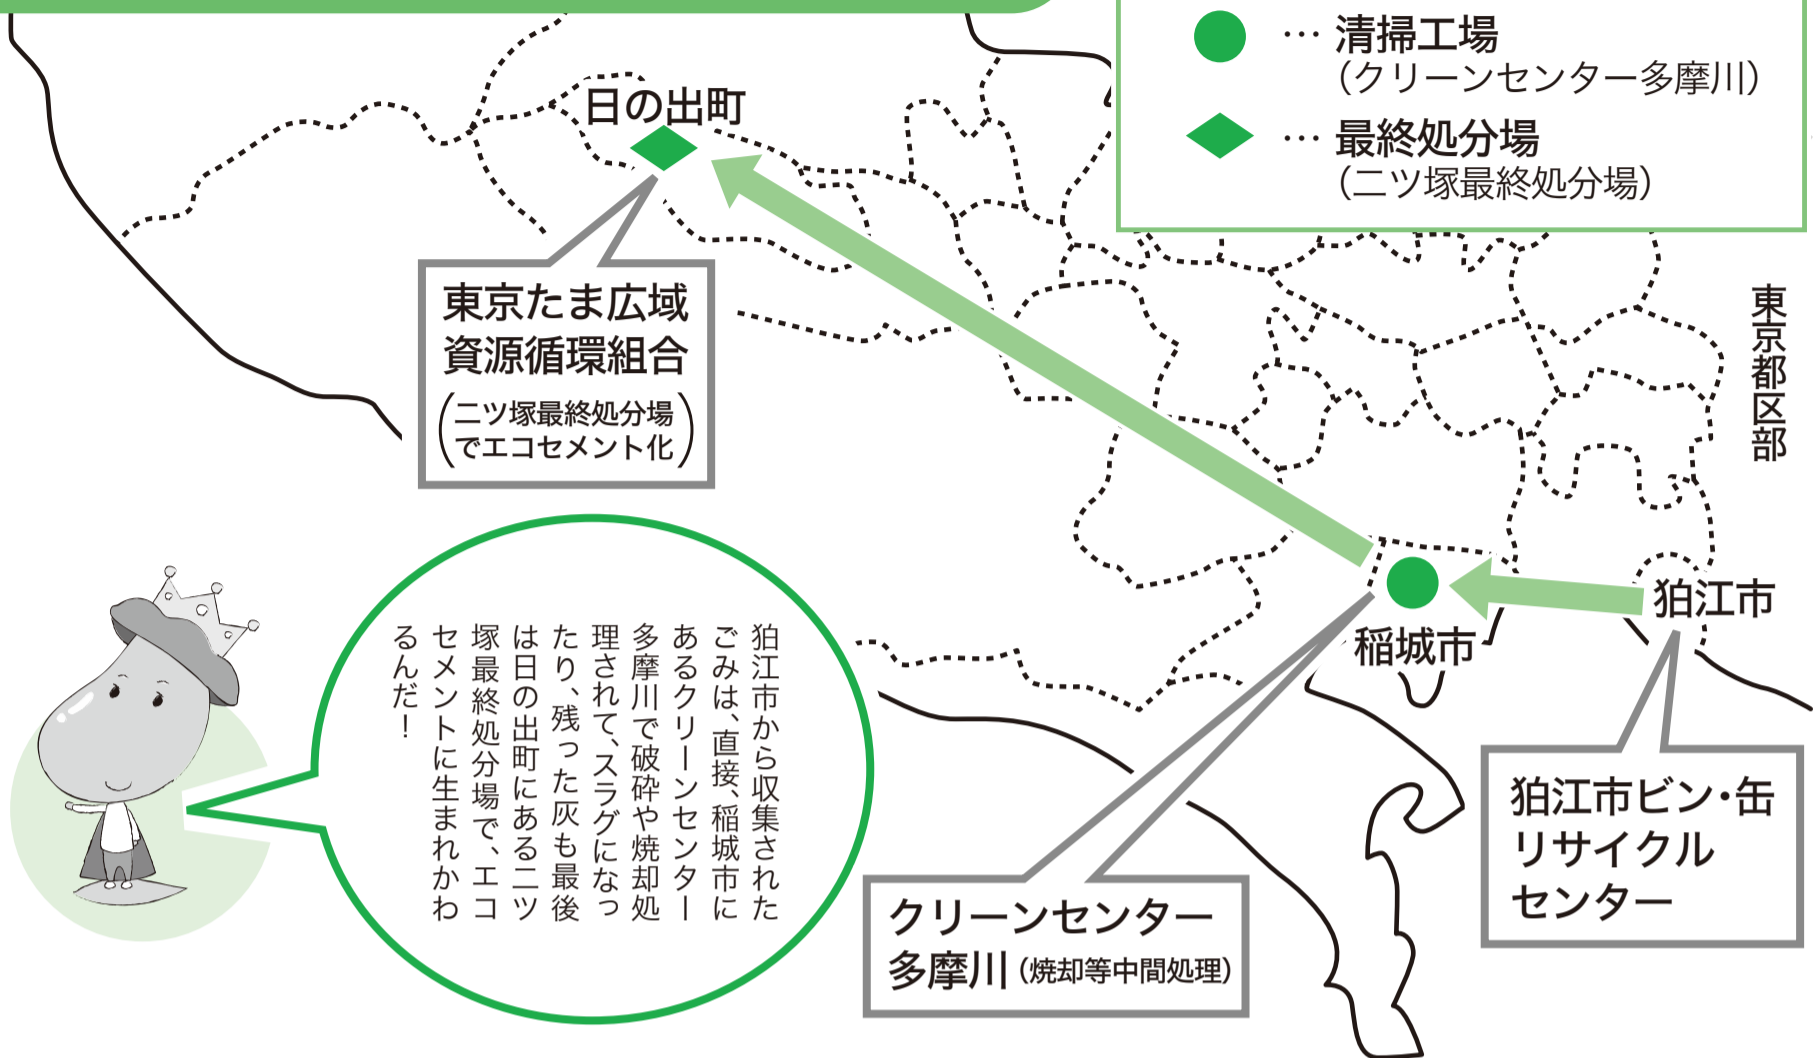 ● … 清掃工場
（クリーンセンター多摩川）
◆ … 最終処分場
（二ツ塚最終処分場）
日の出町
東京たま広域
資源循環組合
（二ツ塚最終処分場
でエコセメント化）
東京都区部
狛江市
稲城市
狛江市ビン・缶
リサイクル
センター
クリーンセンター
多摩川（焼却等中間処理）
狛江市から収集された
ごみは、直接、稲城市に
あるクリーンセンター
多摩川で破砕や焼却処
理されて、スラグになっ
たり、残った灰も最後
は日の出町にある二ツ
塚最終処分場で、エコ
セメントに生まれかわ
るんだ！